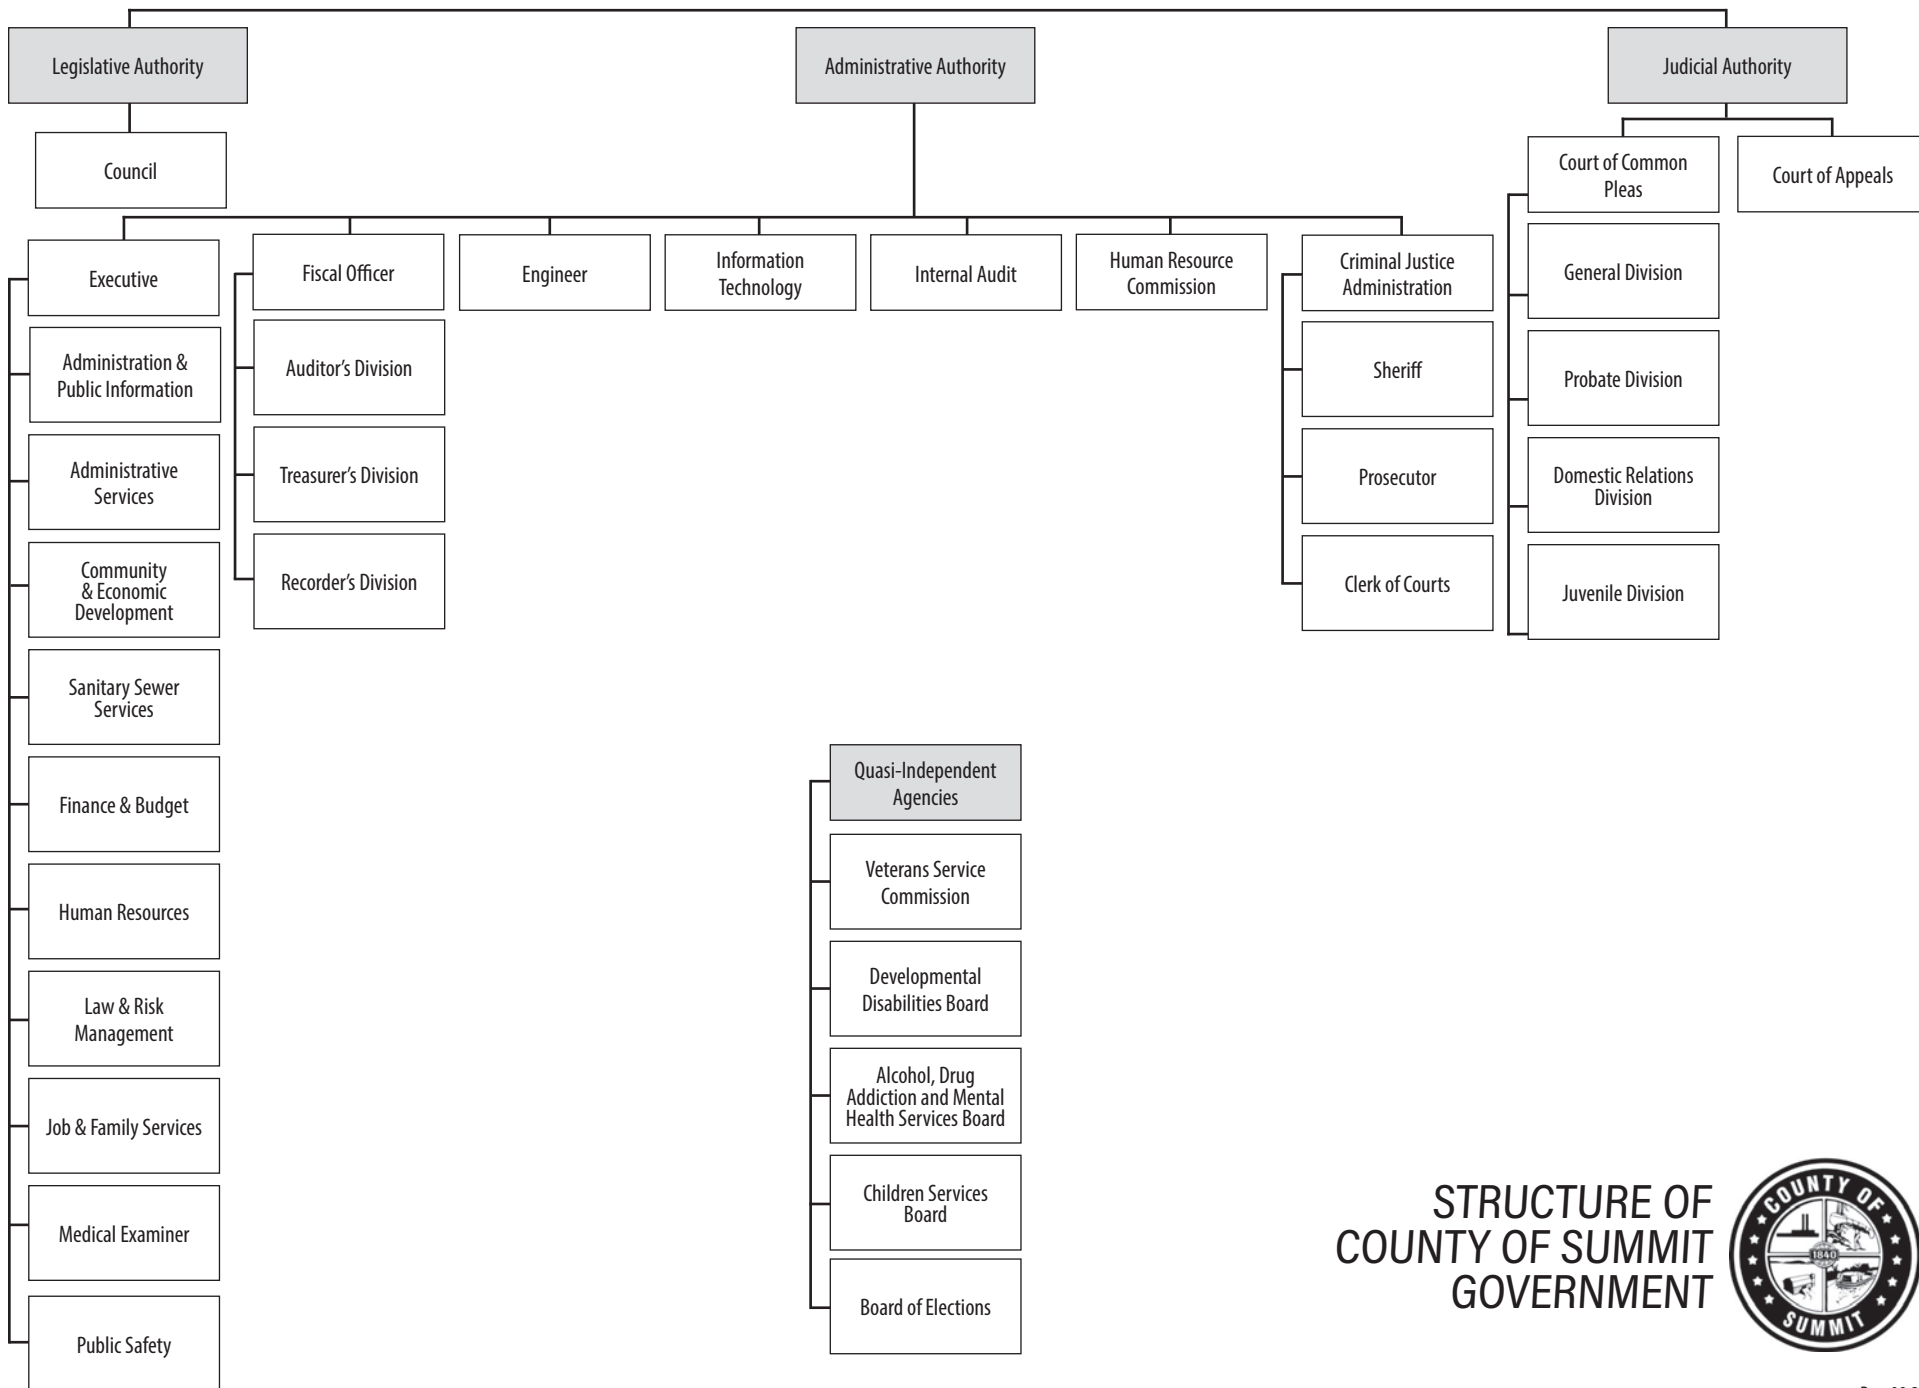 Legislative Authority
Administrative Authority
Judicial Authority
Council
Court of Common
Pleas
Court of Appeals
Executive
Administration &
Public Information
Administrative
Services
Community
& Economic
Development
Sanitary Sewer
Services
Finance & Budget
Human Resources
Law & Risk
Management
Job & Family Services
Medical Examiner
Public Safety
Fiscal Officer
Auditor’s Division
Treasurer’s Division
Recorder’s Division
Engineer
Information
Technology
Internal Audit
Human Resource
Commission
Criminal Justice
Administration
Sheriff
Prosecutor
Clerk of Courts
General Division
Probate Division
Domestic Relations
Division
Juvenile Division
Quasi-Independent
Agencies
Veterans Service
Commission
Developmental
Disabilities Board
Alcohol, Drug
Addiction and Mental
Health Services Board
Children Services
Board
Board of Elections
STRUCTURE OF
COUNTY OF SUMMIT
GOVERNMENT
COUNTY OF
1840
SUMMIT